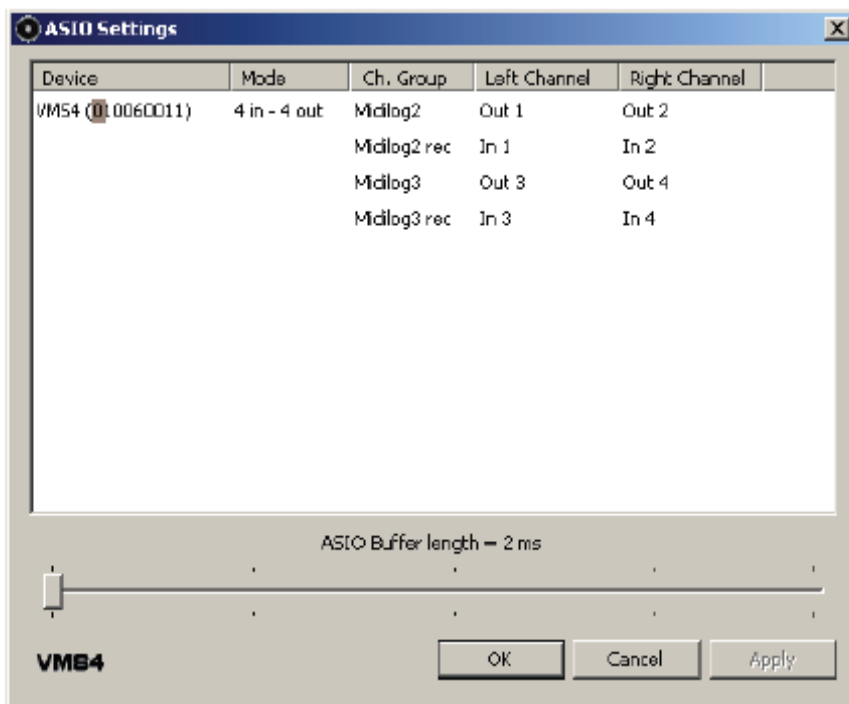 ASIO Settings
Device Mode Ch. Group Left Channel Right Channel
VMS4 (010060011) 4 in - 4 out Midilog2 Out 1 Out 2
Midilog2 rec In 1 In 2
Midilog3 Out 3 Out 4
Midilog3 rec In 3 In 4
ASIO Buffer length = 2 ms
VMS4 OK Cancel Apply